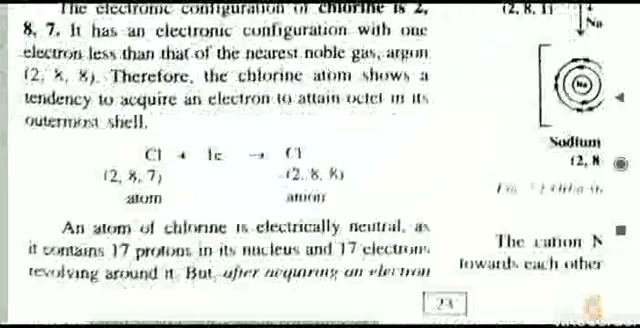 The electronic configuration of chlorine is 2,
8, 7. It has an electronic configuration with one
electron less than that of the nearest noble gas, argon
(2, 8, 8). Therefore, the chlorine atom shows a
tendency to acquire an electron to attain octet in its
outermost shell.
Cl + 1e → Cl
(2, 8, 7) (2, 8, 8)
atom anion
An atom of chlorine is electrically neutral, as
it contains 17 protons in its nucleus and 17 electrons
revolving around it. But, after acquiring an electron
23
(2, 8, 1)
Na
Na
Sodium
(2, 8
The cation N
towards each other